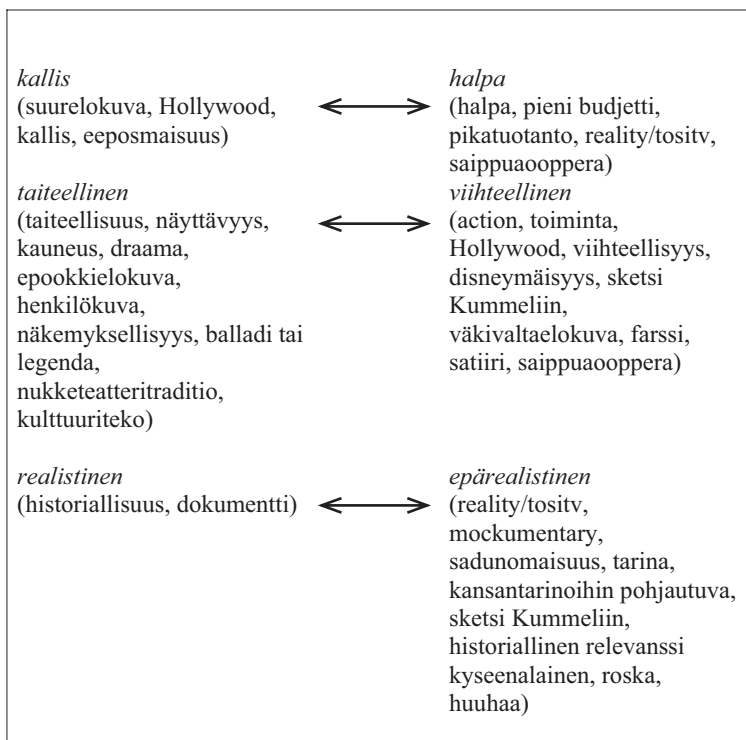 kallis
(suurelokuva, Hollywood,
kallis, eeposmaisuus)
halpa
(halpa, pieni budjetti,
pikatuotanto, reality/tositv,
saippuaooppera)
taiteellinen
(taiteellisuus, näyttävyys,
kauneus, draama,
epookkielokuva,
henkilökuva,
näkemyksellisyys, balladi tai
legenda,
nukketeatteritraditio,
kulttuuriteko)
viihteellinen
(action, toiminta,
Hollywood, viihteellisyys,
disneymäisyys, sketsi
Kummeliin,
väkivaltaelokuva, farssi,
satiiri, saippuaooppera)
realistinen
(historiallisuus, dokumentti)
epärealistinen
(reality/tositv,
mockumentary,
sadunomaisuus, tarina,
kansantarinoihin pohjautuva,
sketsi Kummeliin,
historiallinen relevanssi
kyseenalainen, roska,
huuhaa)